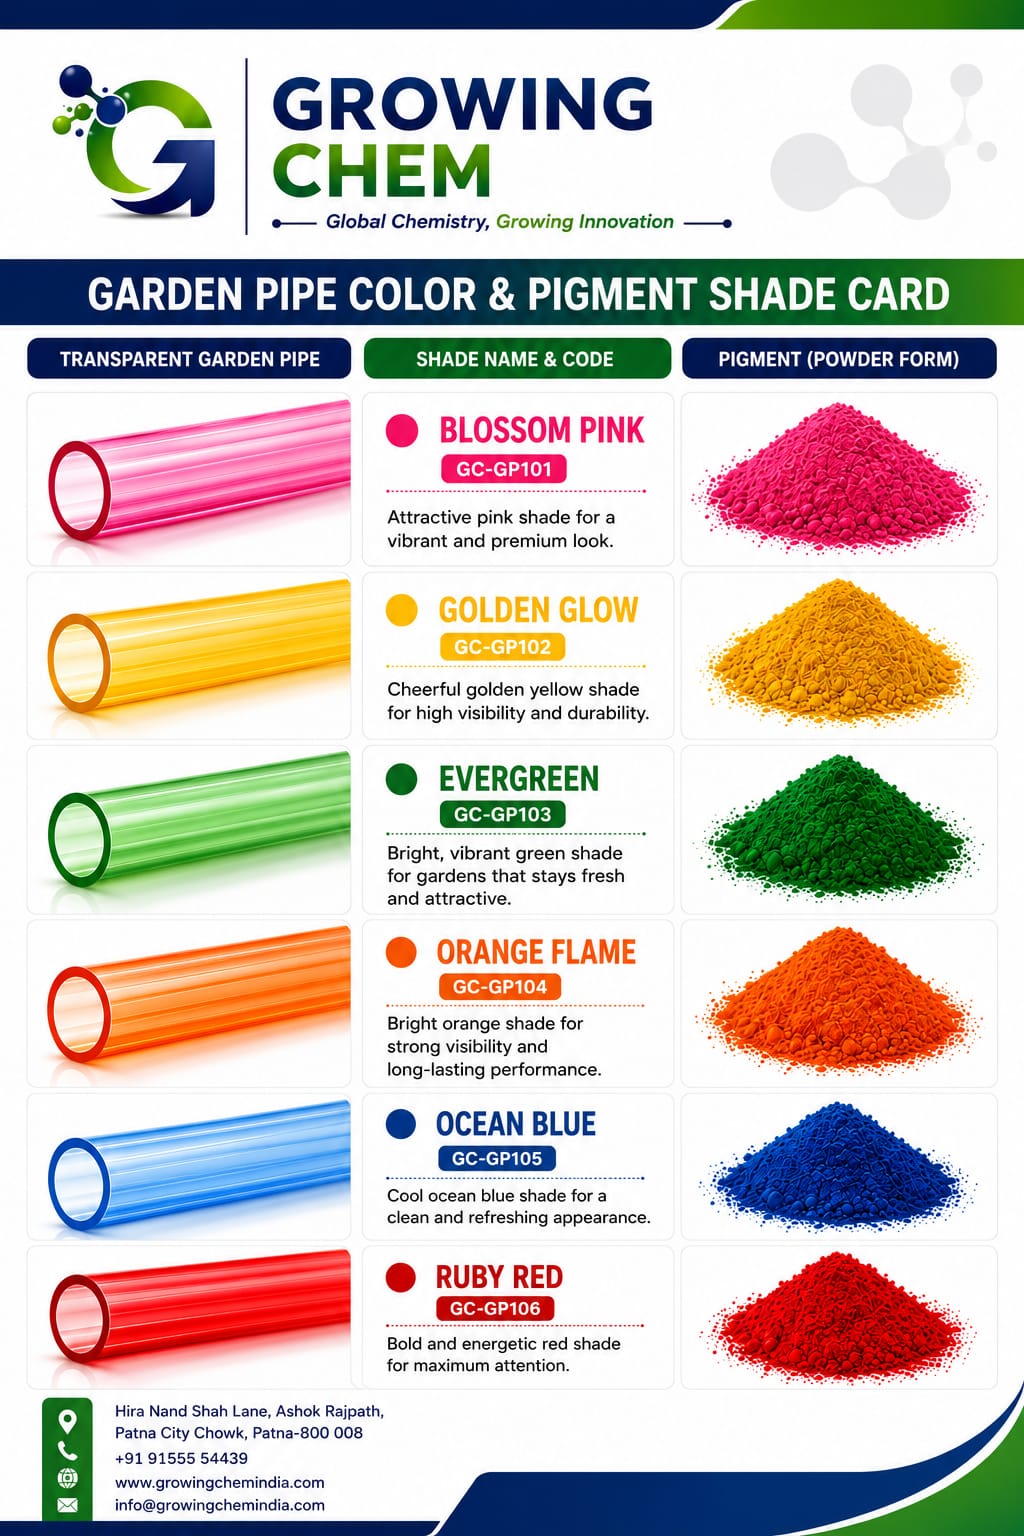 GROWING
CHEM
Global Chemistry, Growing Innovation
GARDEN PIPE COLOR & PIGMENT SHADE CARD
TRANSPARENT GARDEN PIPE
SHADE NAME & CODE
PIGMENT (POWDER FORM)
BLOSSOM PINK
GC-GP101
Attractive pink shade for a
vibrant and premium look.
GOLDEN GLOW
GC-GP102
Cheerful golden yellow shade
for high visibility and durability.
EVERGREEN
GC-GP103
Bright, vibrant green shade
for gardens that stays fresh
and attractive.
ORANGE FLAME
GC-GP104
Bright orange shade for
strong visibility and
long-lasting performance.
OCEAN BLUE
GC-GP105
Cool ocean blue shade for a
clean and refreshing appearance.
RUBY RED
GC-GP106
Bold and energetic red shade
for maximum attention.
Hira Nand Shah Lane, Ashok Rajpath,
Patna City Chowk, Patna-800 008
+91 91555 54439
www.growingchemindia.com
info@growingchemindia.com